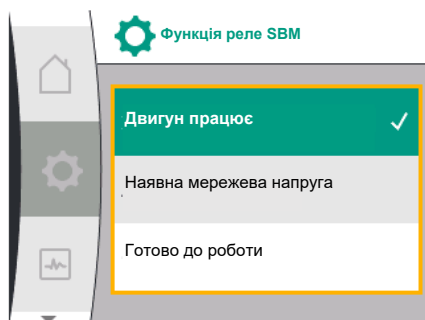 Функція реле SBM
Двигун працює
Наявна мережева напруга
Готово до роботи